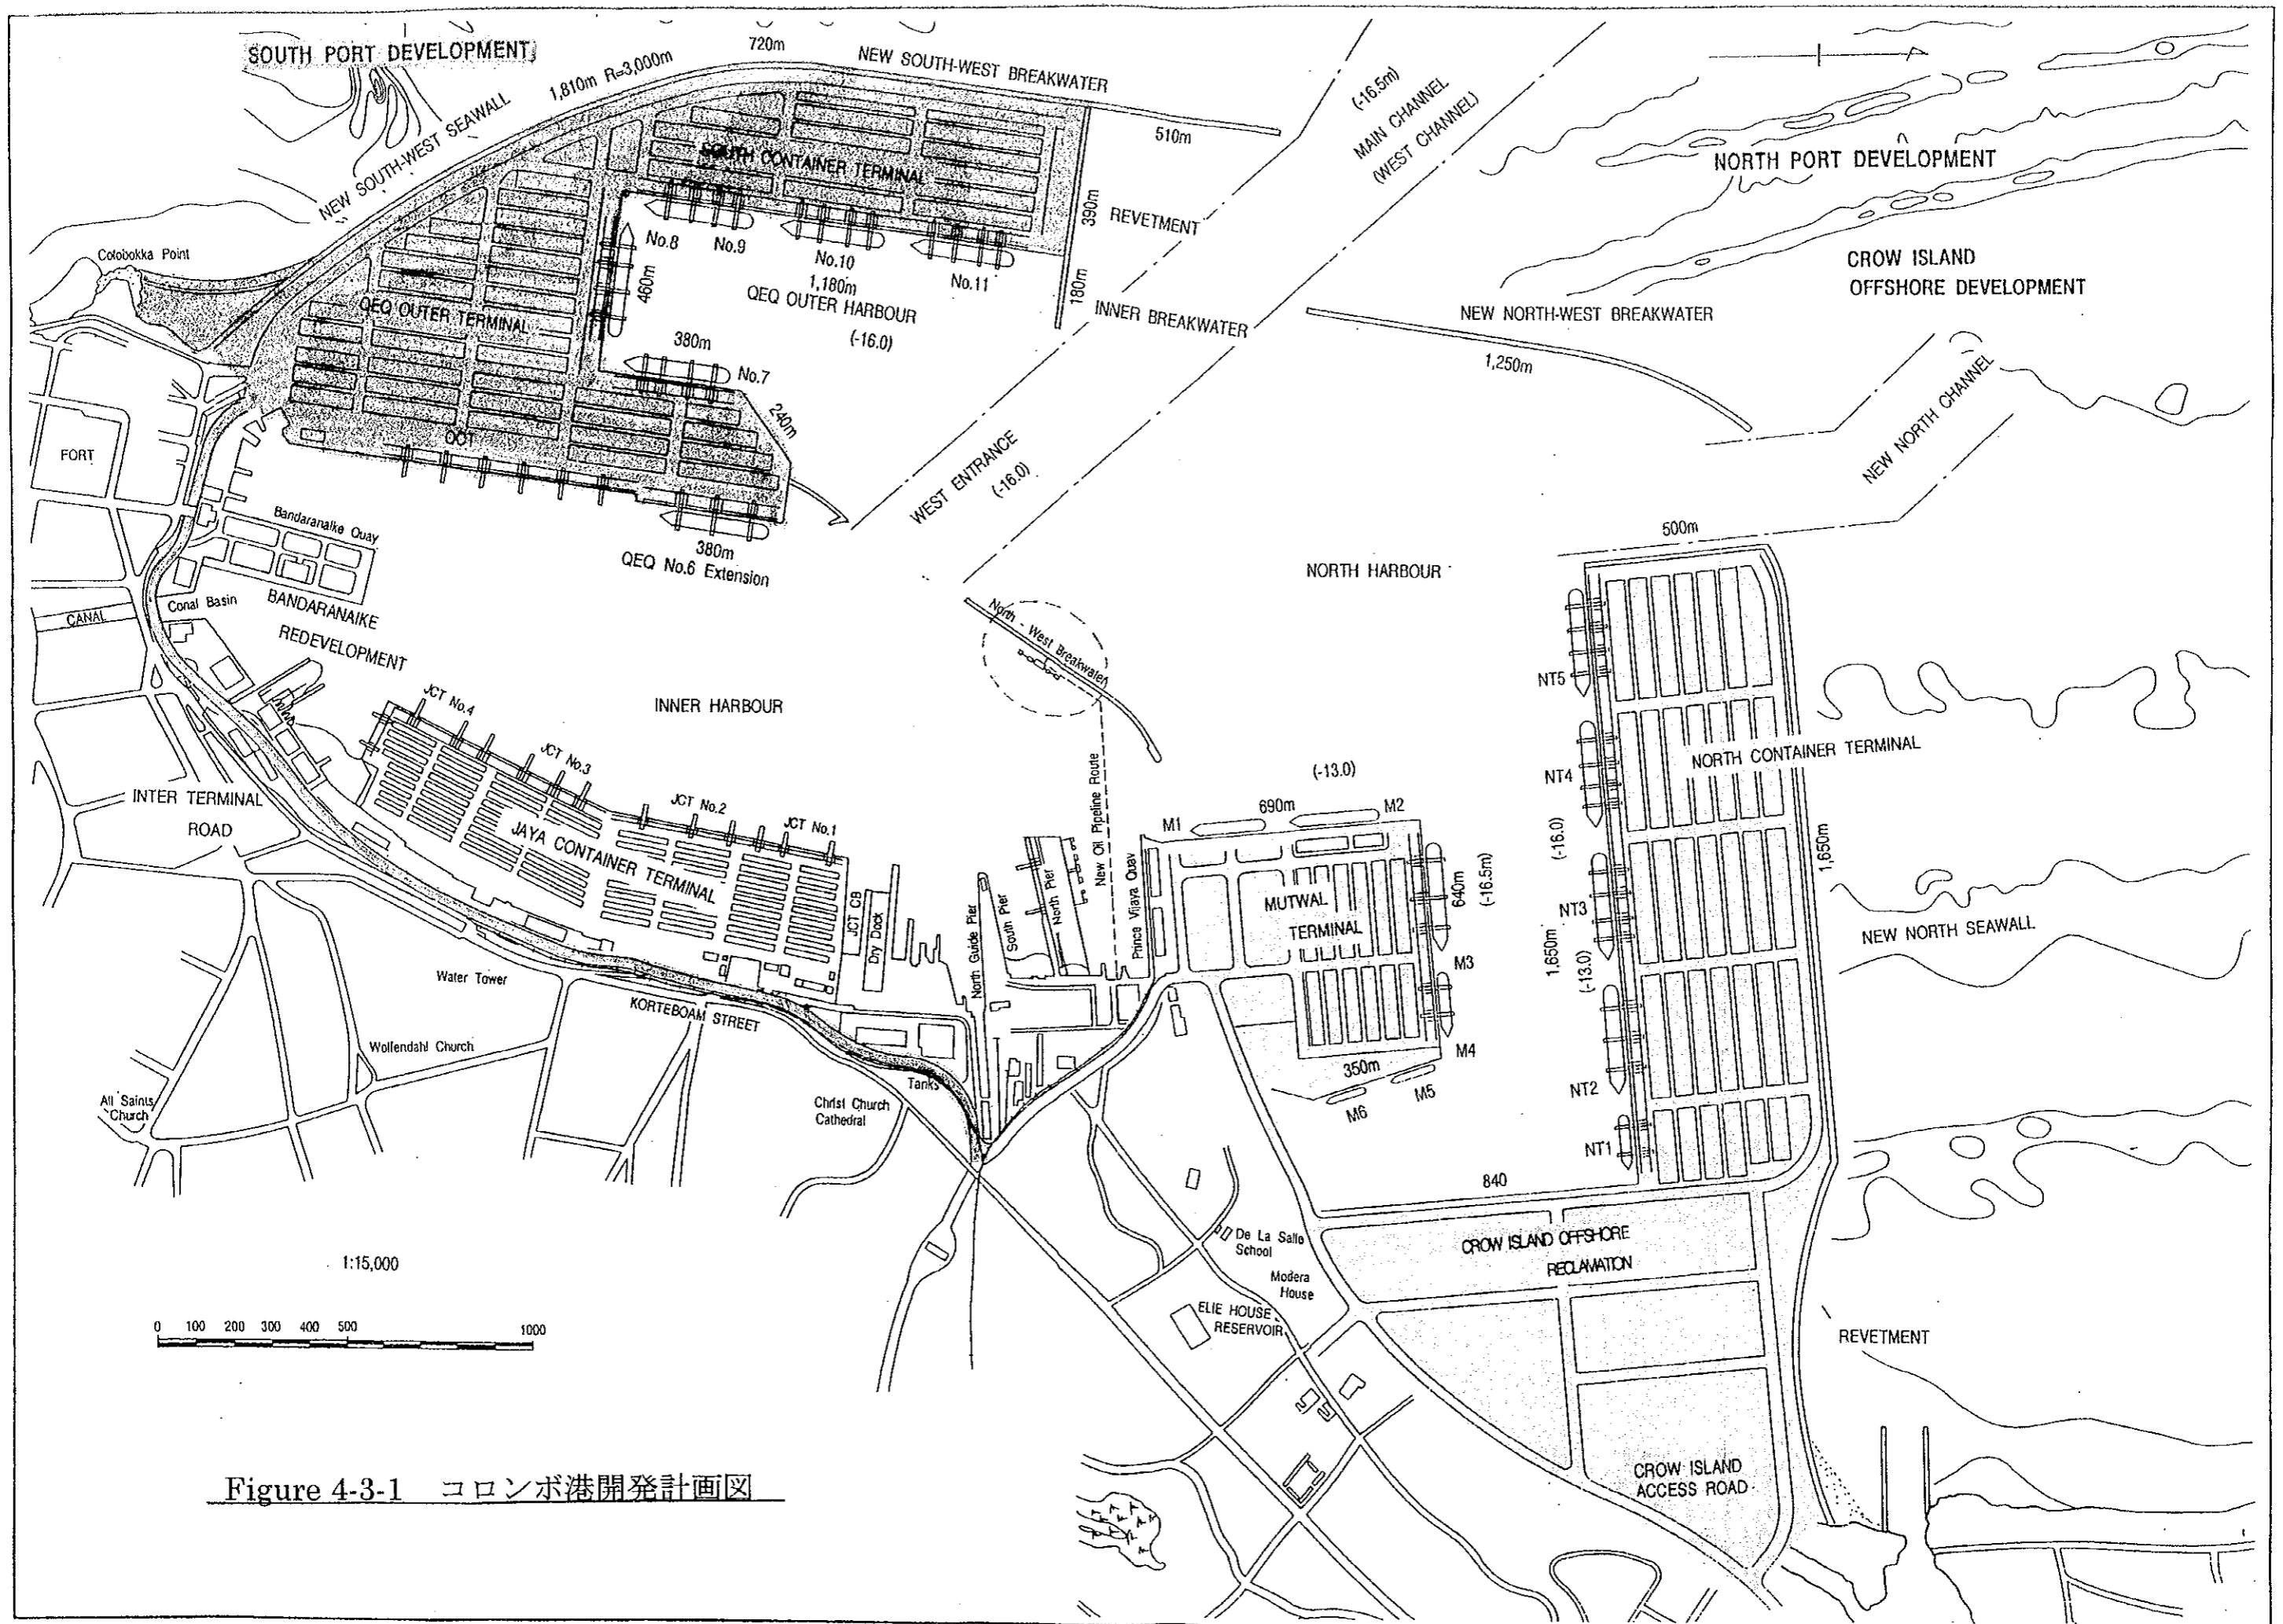 SOUTH PORT DEVELOPMENT
720m
NEW SOUTH-WEST BREAKWATER
1,810m R=3,000m
NEW SOUTH-WEST SEAWALL
510m
(-16.5m)
MAIN CHANNEL
(WEST CHANNEL)
NORTH PORT DEVELOPMENT
CROW ISLAND
OFFSHORE DEVELOPMENT
SOUTH CONTAINER TERMINAL
390m
REVETMENT
180m
INNER BREAKWATER
NEW NORTH-WEST BREAKWATER
1,250m
NEW NORTH CHANNEL
Colobokka Point
No.8
No.9
No.10
No.11
1,180m
QEQ OUTER HARBOUR
(-16.0)
460m
QEQ OUTER TERMINAL
380m
No.7
240m
QCT
FORT
WEST ENTRANCE
(-16.0)
380m
QEQ No.6 Extension
Bandaranaike Quay
BANDARANAIKE
REDEVELOPMENT
Conal Basin
CANAL
NORTH HARBOUR
500m
North - West Breakwater
INNER HARBOUR
NT5
NORTH CONTAINER TERMINAL
NT4
(-16.0)
1,650m
NT3
1,650m
(-13.0)
NEW NORTH SEAWALL
NT2
NT1
JCT No.4
JCT No.3
JCT No.2
JCT No.1
JAYA CONTAINER TERMINAL
INTER TERMINAL
ROAD
New Oil Pipeline Route
(-13.0)
690m
M1
M2
640m
(-16.5m)
MUTWAL
TERMINAL
M3
M4
350m
M5
M6
JCT CB
Dry Dock
North Guide Pier
South Pier
North Pier
Prince Vijaya Quay
Water Tower
KORTEBOAM STREET
Wollendahl Church
All Saints
Church
Tanks
Christ Church
Cathedral
840
CROW ISLAND OFFSHORE
RECLAMATION
De La Salle
School
Modera
House
ELIE HOUSE
RESERVOIR
REVETMENT
CROW ISLAND
ACCESS ROAD
1:15,000
0 100 200 300 400 500 1000
Figure 4-3-1 コロンボ港開発計画図